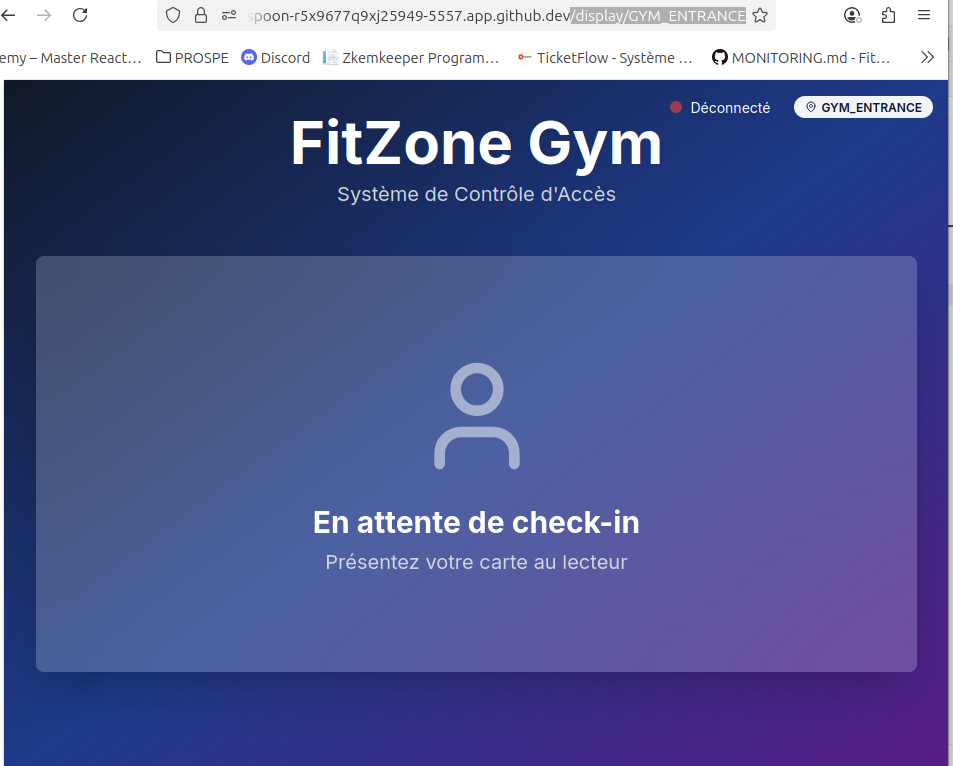 spoon-r5x9677q9xj25949-5557.app.github.dev/display/GYM_ENTRANCE
emy – Master React… PROSPE Discord Zkemkeeper Program… TicketFlow - Système … MONITORING.md - Fit…
Déconnecté GYM_ENTRANCE
FitZone Gym
Système de Contrôle d'Accès
En attente de check-in
Présentez votre carte au lecteur